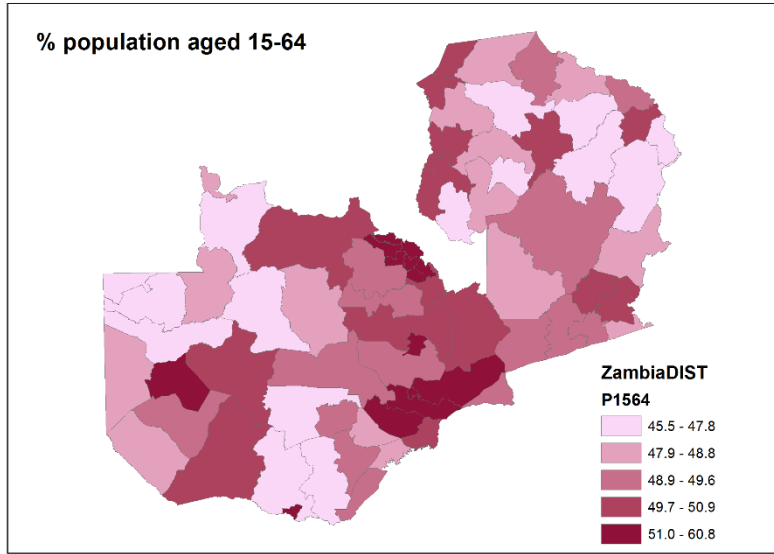 % population aged 15-64
ZambiaDIST
P1564
45.5 - 47.8
47.9 - 48.8
48.9 - 49.6
49.7 - 50.9
51.0 - 60.8